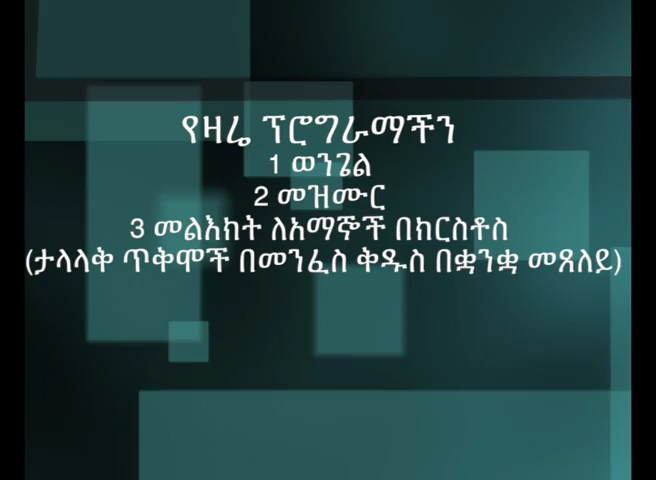 የዛሬ ፕሮግራማችን
1 ወንጌል
2 መዝሙር
3 መልእክት ለአማኞች በክርስቶስ
(ታላላቅ ጥቅሞች በመንፈስ ቅዱስ በቋንቋ መጸለይ)